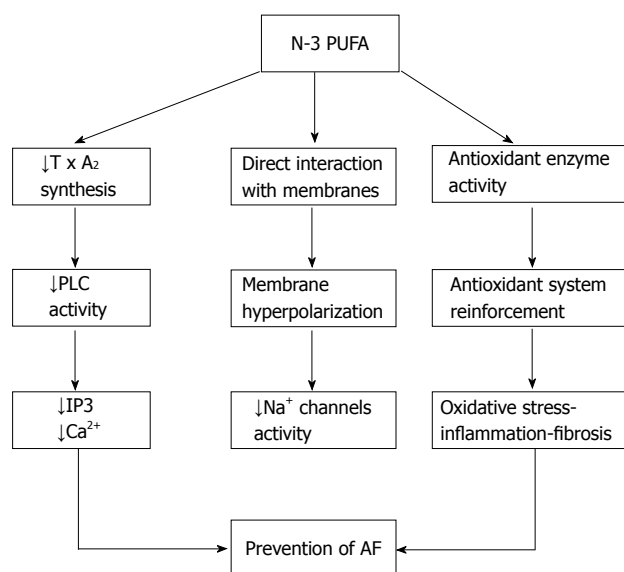 N-3 PUFA
↓T x A₂
synthesis
Direct interaction
with membranes
Antioxidant enzyme
activity
↓PLC
activity
Membrane
hyperpolarization
Antioxidant system
reinforcement
↓IP3
↓Ca²⁺
↓Na⁺ channels
activity
Oxidative stress-
inflammation-fibrosis
Prevention of AF